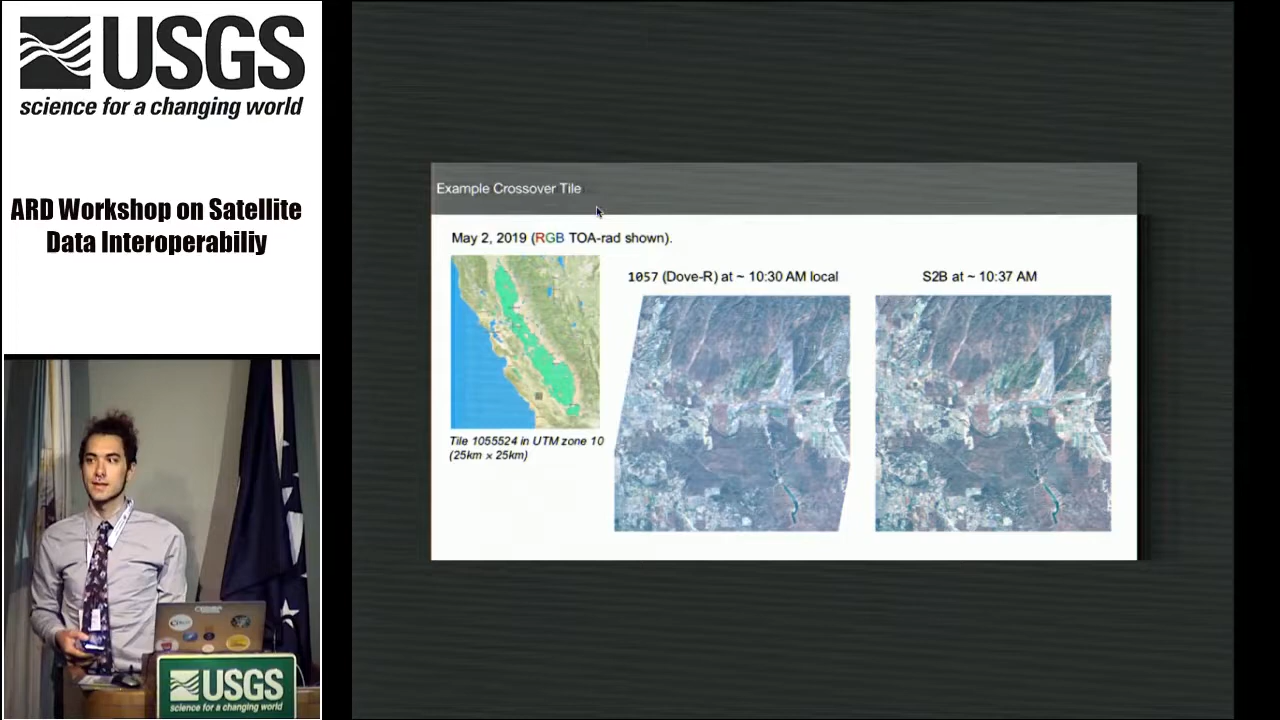 USGS
science for a changing world
ARD Workshop on Satellite
Data Interoperabiliy
Example Crossover Tile
May 2, 2019 (RGB TOA-rad shown).
1057 (Dove-R) at ~ 10:30 AM local
S2B at ~ 10:37 AM
Tile 1055524 in UTM zone 10
(25km x 25km)
USGS
science for a changing world